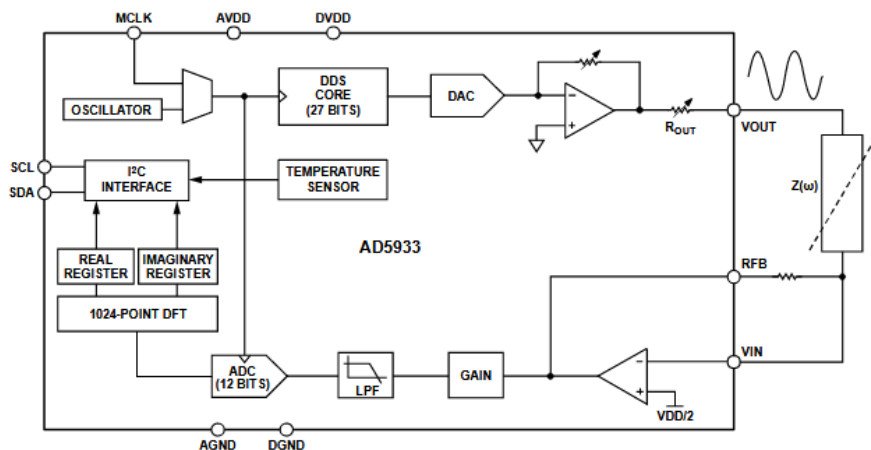 MCLK
AVDD
DVDD
OSCILLATOR
DDS
CORE
(27 BITS)
DAC
ROUT
VOUT
SCL
SDA
I²C
INTERFACE
TEMPERATURE
SENSOR
Z(ω)
AD5933
REAL
REGISTER
IMAGINARY
REGISTER
RFB
1024-POINT DFT
VIN
ADC
(12 BITS)
LPF
GAIN
VDD/2
AGND
DGND